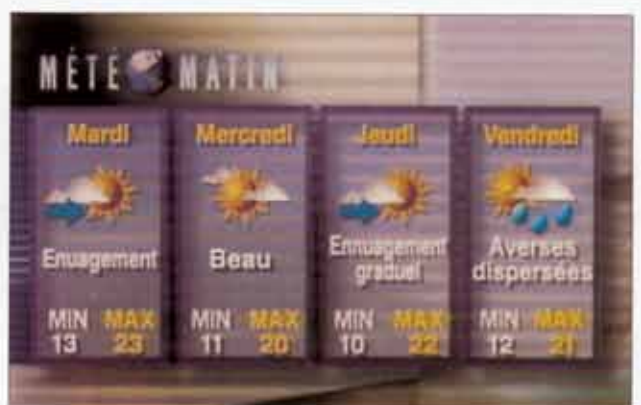 MÉTÉO MATIN
Mardi
Enuagement
MIN MAX
13 23
Mercredi
Beau
MIN MAX
11 20
Jeudi
Ennuagement
graduel
MIN MAX
10 22
Vendredi
Averses
dispersées
MIN MAX
12 21